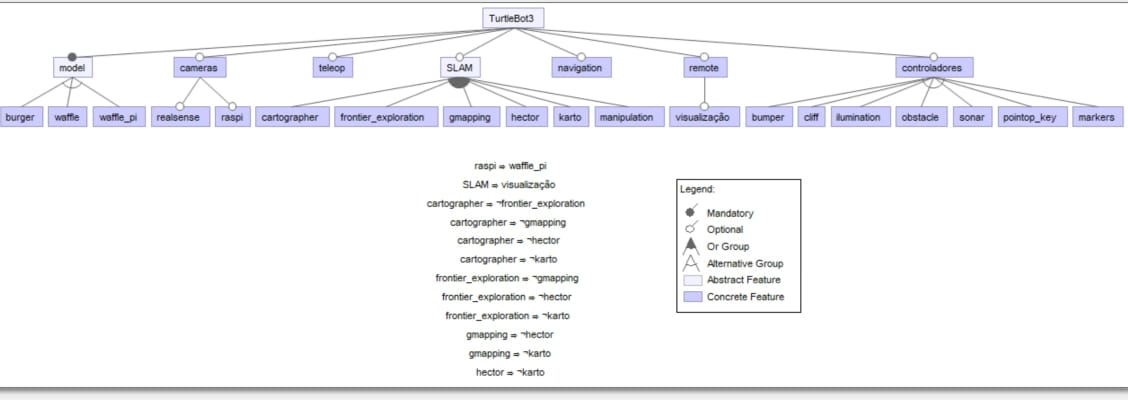 TurtleBot3
model cameras teleop SLAM navigation remote controladores
burger waffle waffle_pi realsense raspi cartographer frontier_exploration gmapping hector karto manipulation visualização bumper cliff ilumination obstacle sonar pointop_key markers
raspi ⇒ waffle_pi
SLAM ⇒ visualização
cartographer ⇒ ¬frontier_exploration
cartographer ⇒ ¬gmapping
cartographer ⇒ ¬hector
cartographer ⇒ ¬karto
frontier_exploration ⇒ ¬gmapping
frontier_exploration ⇒ ¬hector
frontier_exploration ⇒ ¬karto
gmapping ⇒ ¬hector
gmapping ⇒ ¬karto
hector ⇒ ¬karto
Legend:
Mandatory
Optional
Or Group
Alternative Group
Abstract Feature
Concrete Feature